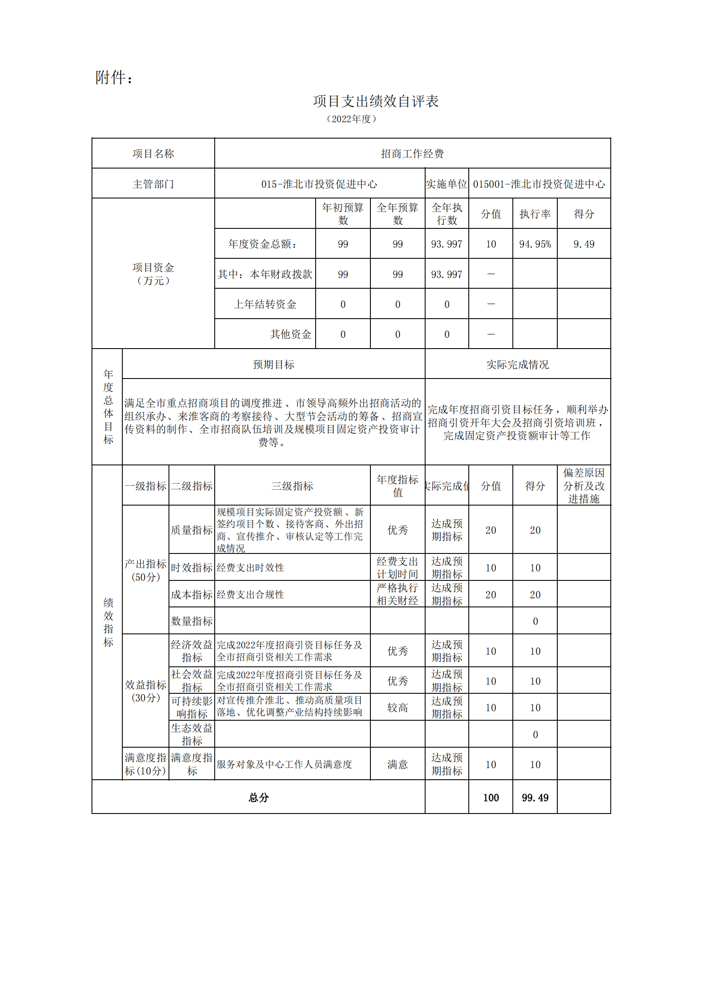 附件：
项目支出绩效自评表
（2022年度）
项目名称
招商工作经费
主管部门
015-淮北市投资促进中心
实施单位
015001-淮北市投资促进中心
项目资金
（万元）
年初预算
数
全年预算
数
全年执
行数
分值
执行率
得分
年度资金总额：
99
99
93.997
10
94.95%
9.49
其中：本年财政拨款
99
99
93.997
－
上年结转资金
0
0
0
－
其他资金
0
0
0
－
年
度
总
体
目
标
预期目标
实际完成情况
满足全市重点招商项目的调度推进、市领导高频外出招商活动的
组织承办、来淮客商的考察接待、大型节会活动的筹备、招商宣
传资料的制作、全市招商队伍培训及规模项目固定资产投资审计
费等。
完成年度招商引资目标任务，顺利举办
招商引资开年大会及招商引资培训班，
完成固定资产投资额审计等工作
绩
效
指
标
一级指标
二级指标
三级指标
年度指标
值
实际完成值
分值
得分
偏差原因
分析及改
进措施
产出指标
(50分)
质量指标
规模项目实际固定资产投资额、新
签约项目个数、接待客商、外出招
商、宣传推介、审核认定等工作完
成情况
优秀
达成预
期指标
20
20
时效指标
经费支出时效性
经费支出
计划时间
达成预
期指标
10
10
成本指标
经费支出合规性
严格执行
相关财经
达成预
期指标
20
20
数量指标
0
效益指标
(30分)
经济效益
指标
完成2022年度招商引资目标任务及
全市招商引资相关工作需求
优秀
达成预
期指标
10
10
社会效益
指标
完成2022年度招商引资目标任务及
全市招商引资相关工作需求
优秀
达成预
期指标
10
10
可持续影
响指标
对宣传推介淮北、推动高质量项目
落地、优化调整产业结构持续影响
较高
达成预
期指标
10
10
生态效益
指标
0
满意度指
标(10分)
满意度指
标
服务对象及中心工作人员满意度
满意
达成预
期指标
10
10
总分
100
99.49